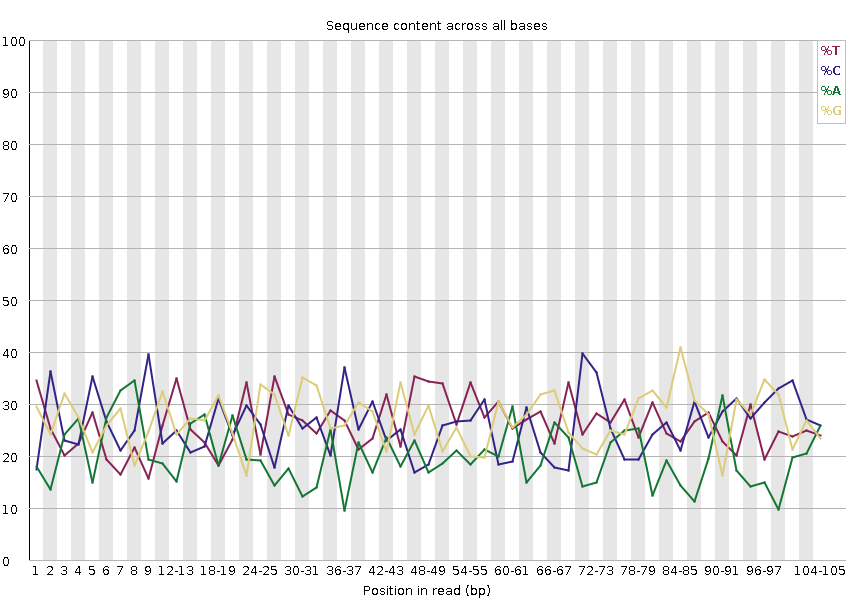 Sequence content across all bases
%T
%C
%A
%G
100
90
80
70
60
50
40
30
20
10
0
1 2 3 4 5 6 7 8 9 12-13 18-19 24-25 30-31 36-37 42-43 48-49 54-55 60-61 66-67 72-73 78-79 84-85 90-91 96-97 104-105
Position in read (bp)